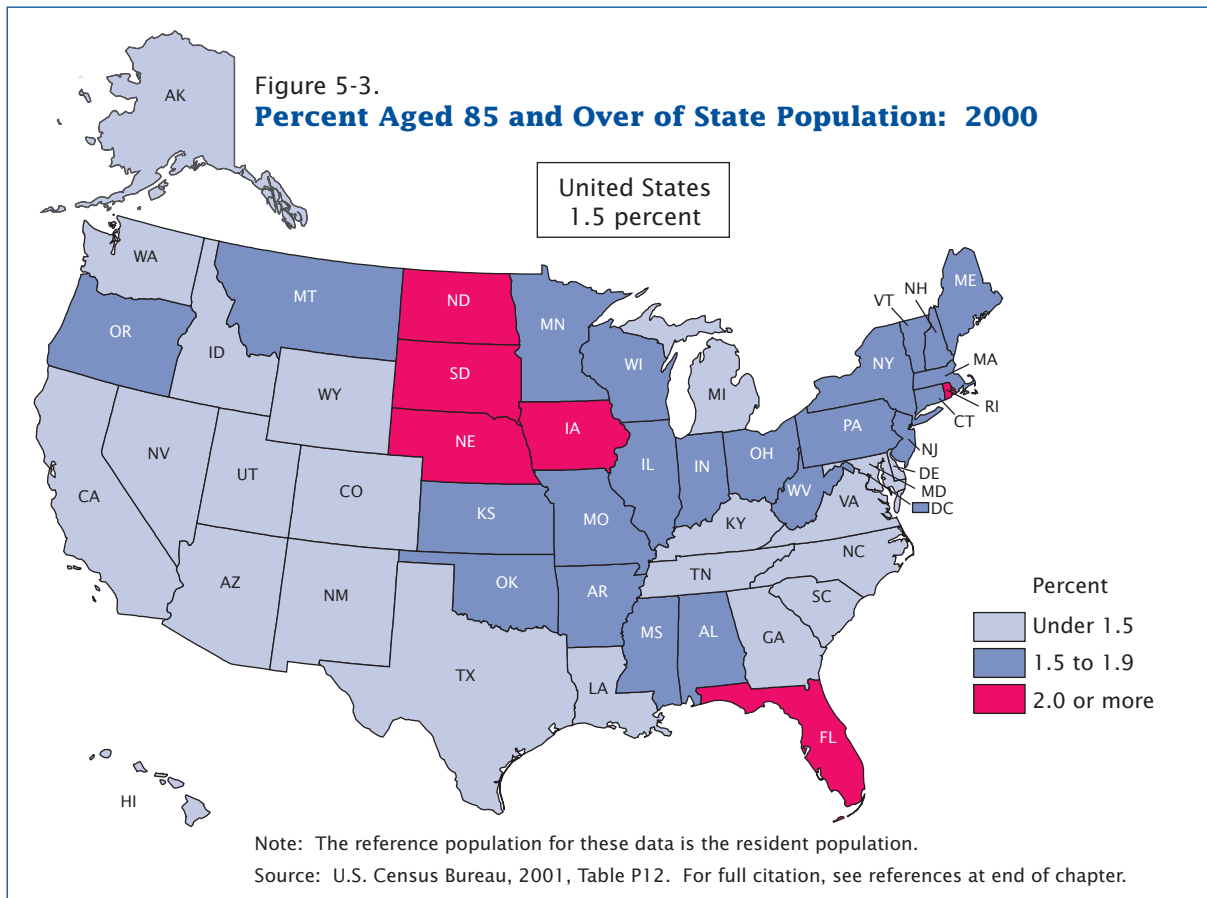 AK
Figure 5-3.
Percent Aged 85 and Over of State Population: 2000
United States
1.5 percent
WA
MT
ND
MN
ME
VT
NH
OR
ID
WY
SD
WI
MI
NY
MA
RI
CT
NE
IA
PA
NJ
NV
UT
CO
IL
IN
OH
DE
MD
DC
CA
KS
MO
WV
VA
KY
NC
TN
AZ
NM
OK
AR
SC
MS
AL
GA
TX
LA
FL
HI
Percent
Under 1.5
1.5 to 1.9
2.0 or more
Note: The reference population for these data is the resident population.
Source: U.S. Census Bureau, 2001, Table P12. For full citation, see references at end of chapter.